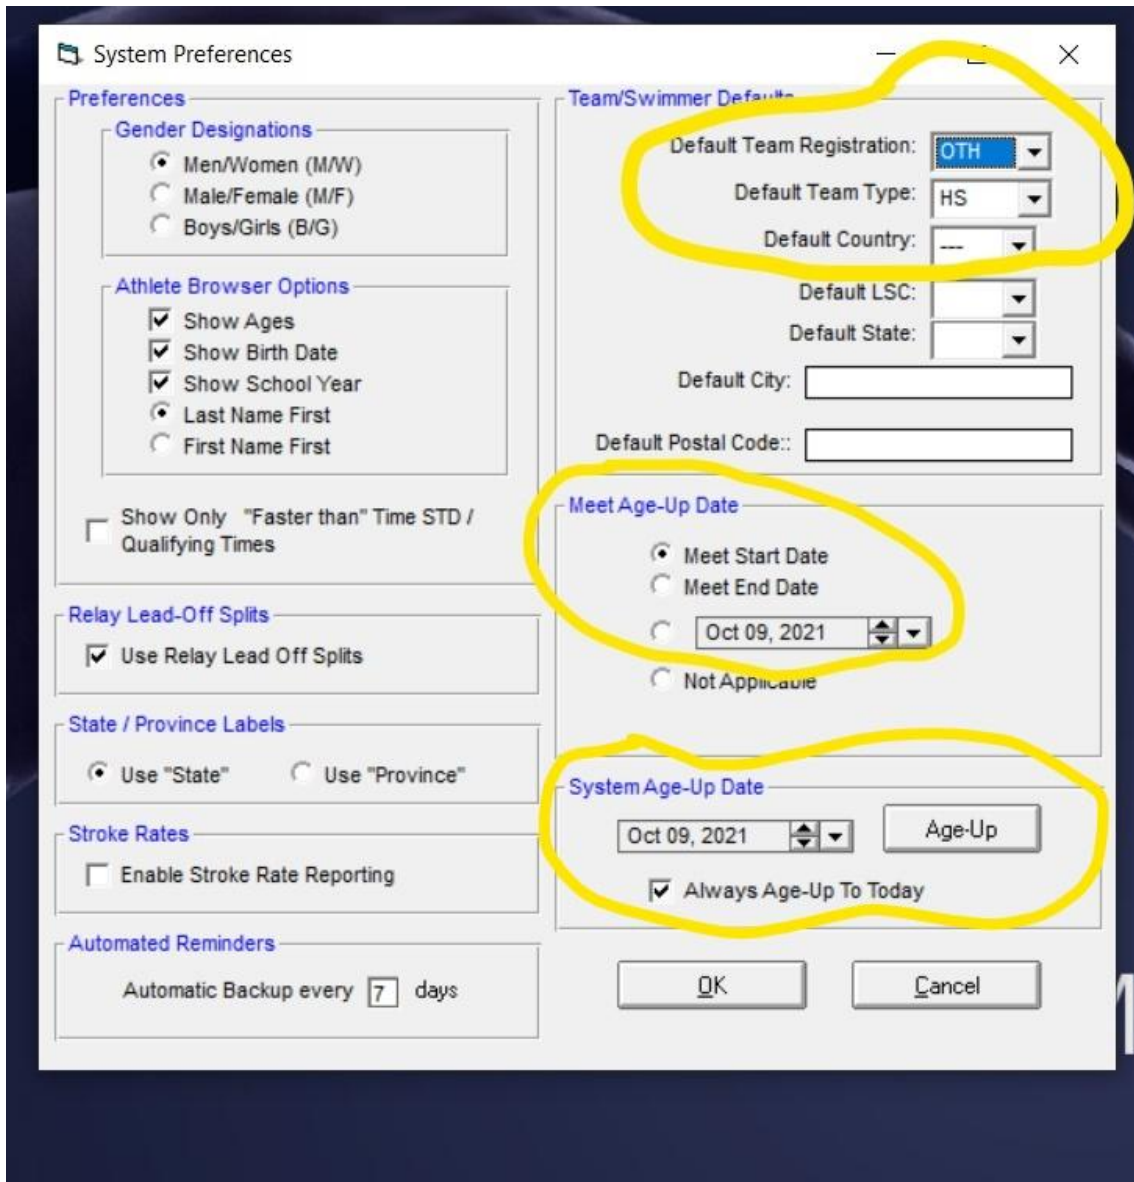 System Preferences
Preferences
Gender Designations
Men/Women (M/W)
Male/Female (M/F)
Boys/Girls (B/G)
Athlete Browser Options
Show Ages
Show Birth Date
Show School Year
Last Name First
First Name First
Show Only "Faster than" Time STD /
Qualifying Times
Relay Lead-Off Splits
Use Relay Lead Off Splits
State / Province Labels
Use "State" Use "Province"
Stroke Rates
Enable Stroke Rate Reporting
Automated Reminders
Automatic Backup every 7 days
Team/Swimmer Defaults
Default Team Registration: OTH
Default Team Type: HS
Default Country: ---
Default LSC:
Default State:
Default City:
Default Postal Code::
Meet Age-Up Date
Meet Start Date
Meet End Date
Oct 09, 2021
Not Applicable
System Age-Up Date
Oct 09, 2021 Age-Up
Always Age-Up To Today
OK Cancel
M